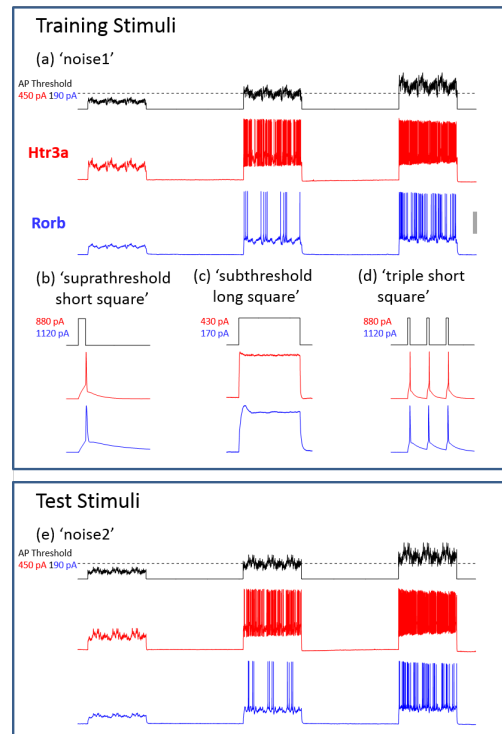 Training Stimuli
(a) ‘noise1’
AP Threshold
450 pA 190 pA
Htr3a
Rorb
(b) ‘suprathreshold
short square’
(c) ‘subthreshold
long square’
(d) ‘triple short
square’
880 pA
1120 pA
430 pA
170 pA
880 pA
1120 pA
Test Stimuli
(e) ‘noise2’
AP Threshold
450 pA 190 pA